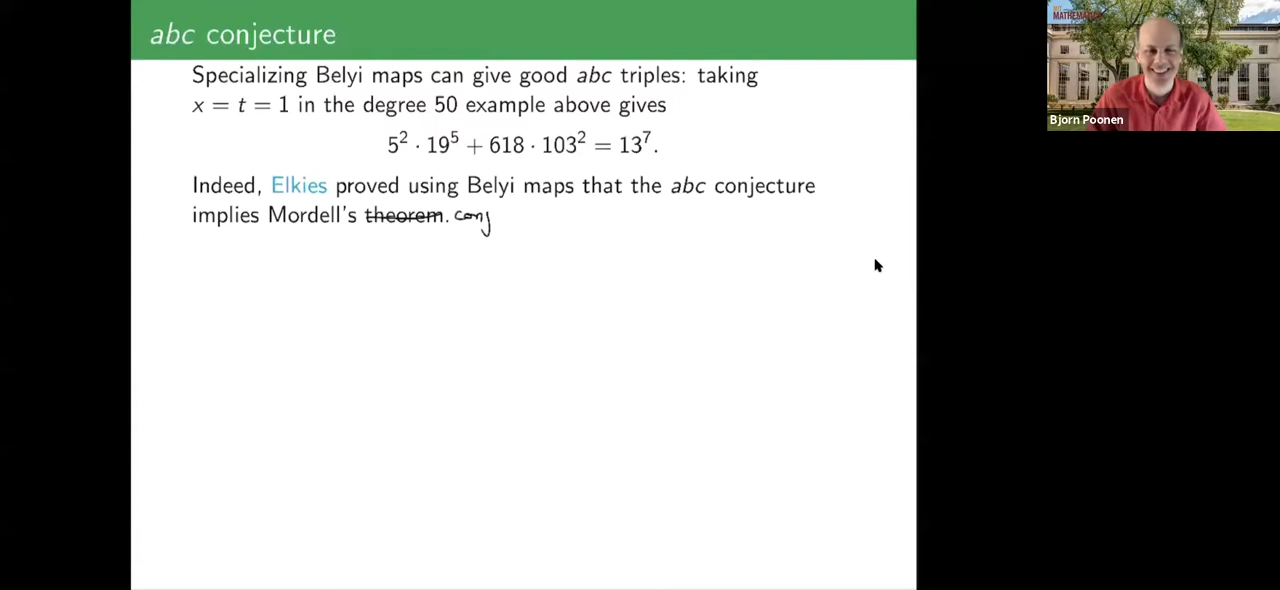 abc conjecture
Specializing Belyi maps can give good abc triples: taking
x = t = 1 in the degree 50 example above gives
5² · 19⁵ + 618 · 103² = 13⁷.
Indeed, Elkies proved using Belyi maps that the abc conjecture
implies Mordell's theorem. conj
MATHEMATICS
Bjorn Poonen